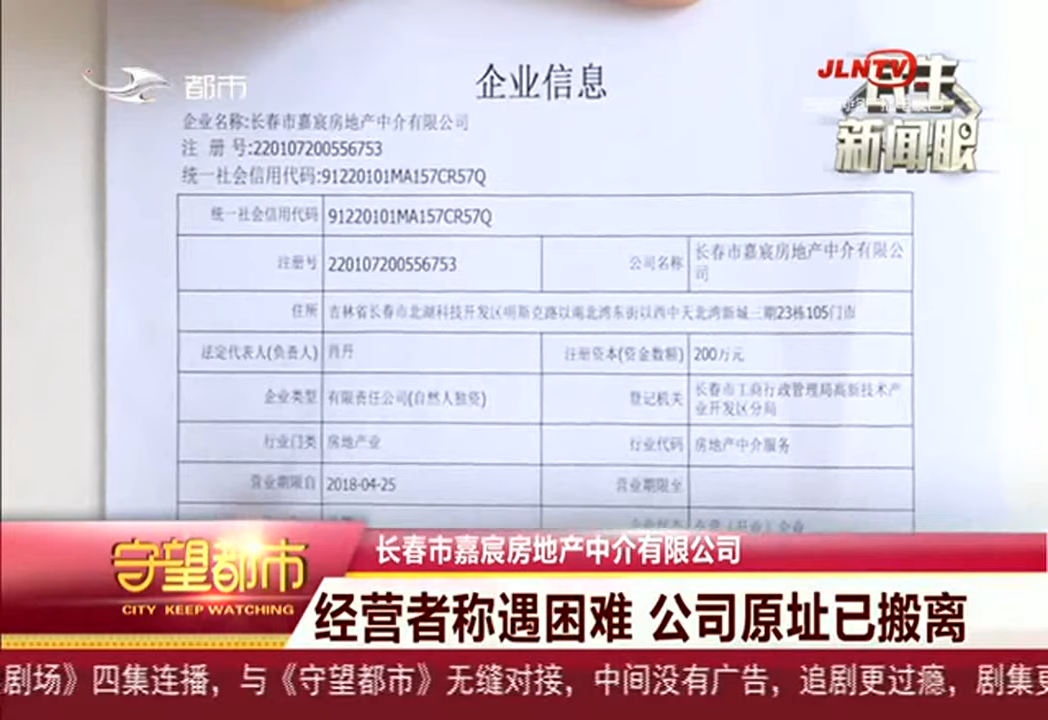 都市
JLNTV
民生
新闻眼
企业信息
企业名称:长春市嘉宸房地产中介有限公司
注 册 号:220107200556753
统一社会信用代码:91220101MA157CR57Q
统一社会信用代码 91220101MA157CR57Q
注册号 220107200556753 公司名称 长春市嘉宸房地产中介有限公司
住所 吉林省长春市北湖科技开发区明斯克路以南北湾东街以西中天北湾新城三期23栋105门市
法定代表人(负责人) 肖丹 注册资本(资金数额) 200万元
企业类型 有限责任公司(自然人独资) 登记机关 长春市工商行政管理局高新技术产业开发区分局
行业门类 房地产业 行业代码 房地产中介服务
营业期限自 2018-04-25 营业期限至
守望都市
CITY KEEP WATCHING
长春市嘉宸房地产中介有限公司
经营者称遇困难 公司原址已搬离
剧场》四集连播，与《守望都市》无缝对接，中间没有广告，追剧更过瘾，剧集更